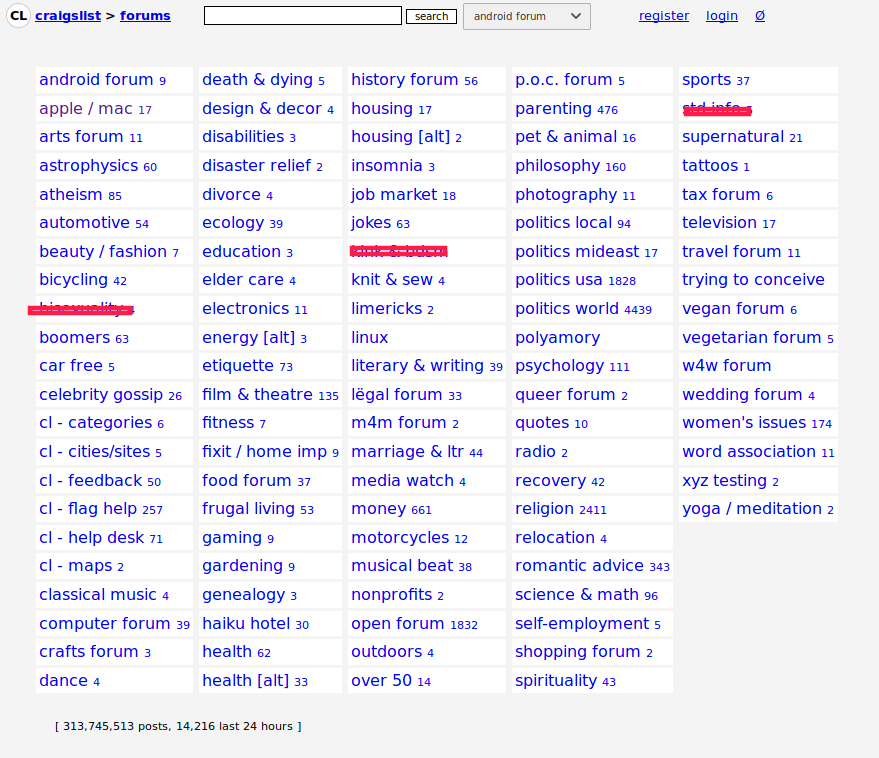 CL craigslist > forums search android forum register login Ø
android forum 9
apple / mac 17
arts forum 11
astrophysics 60
atheism 85
automotive 54
beauty / fashion 7
bicycling 42
boomers 63
car free 5
celebrity gossip 26
cl - categories 6
cl - cities/sites 5
cl - feedback 50
cl - flag help 257
cl - help desk 71
cl - maps 2
classical music 4
computer forum 39
crafts forum 3
dance 4
death & dying 5
design & decor 4
disabilities 3
disaster relief 2
divorce 4
ecology 39
education 3
elder care 4
electronics 11
energy [alt] 3
etiquette 73
film & theatre 135
fitness 7
fixit / home imp 9
food forum 37
frugal living 53
gaming 9
gardening 9
genealogy 3
haiku hotel 30
health 62
health [alt] 33
history forum 56
housing 17
housing [alt] 2
insomnia 3
job market 18
jokes 63
knit & sew 4
limericks 2
linux
literary & writing 39
lëgal forum 33
m4m forum 2
marriage & ltr 44
media watch 4
money 661
motorcycles 12
musical beat 38
nonprofits 2
open forum 1832
outdoors 4
over 50 14
p.o.c. forum 5
parenting 476
pet & animal 16
philosophy 160
photography 11
politics local 94
politics mideast 17
politics usa 1828
politics world 4439
polyamory
psychology 111
queer forum 2
quotes 10
radio 2
recovery 42
religion 2411
relocation 4
romantic advice 343
science & math 96
self-employment 5
shopping forum 2
spirituality 43
sports 37
supernatural 21
tattoos 1
tax forum 6
television 17
travel forum 11
trying to conceive
vegan forum 6
vegetarian forum 5
w4w forum
wedding forum 4
women's issues 174
word association 11
xyz testing 2
yoga / meditation 2
[ 313,745,513 posts, 14,216 last 24 hours ]